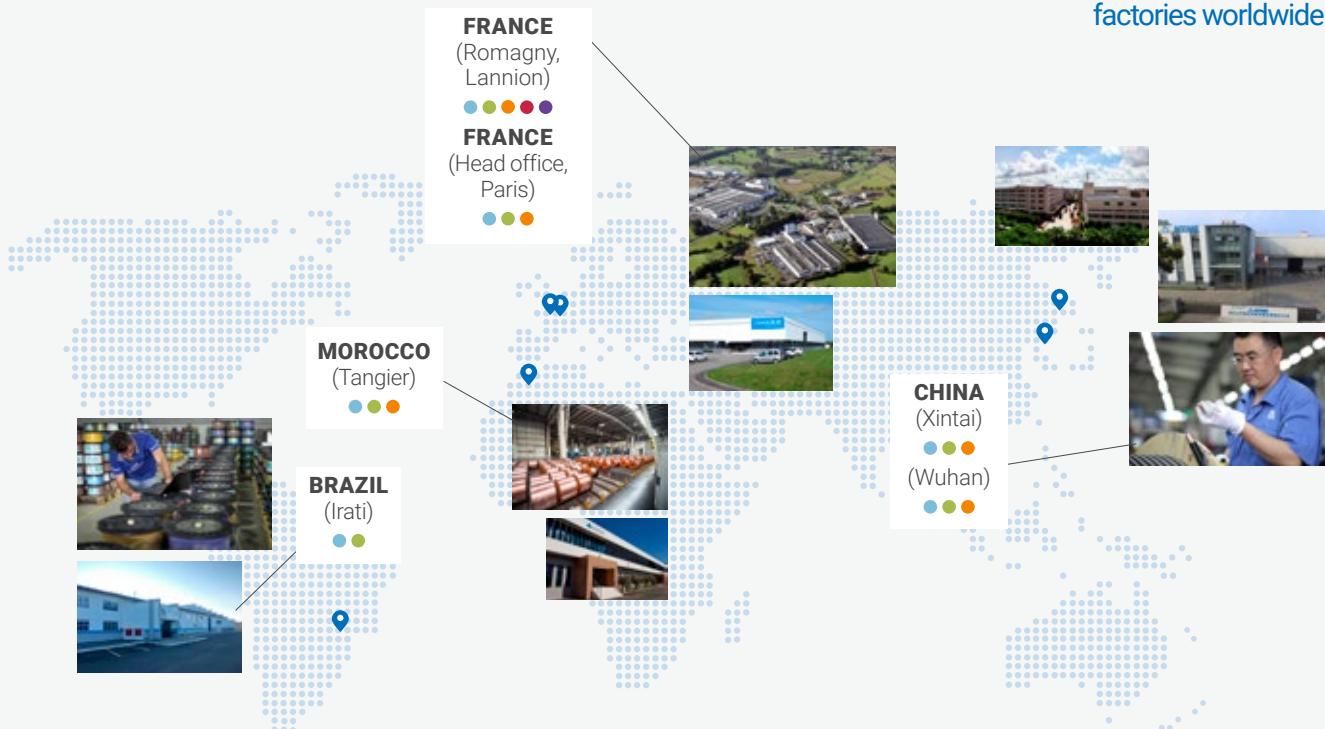 factories worldwide
FRANCE
(Romagny,
Lannion)
FRANCE
(Head office,
Paris)
MOROCCO
(Tangier)
BRAZIL
(Irati)
CHINA
(Xintai)
(Wuhan)